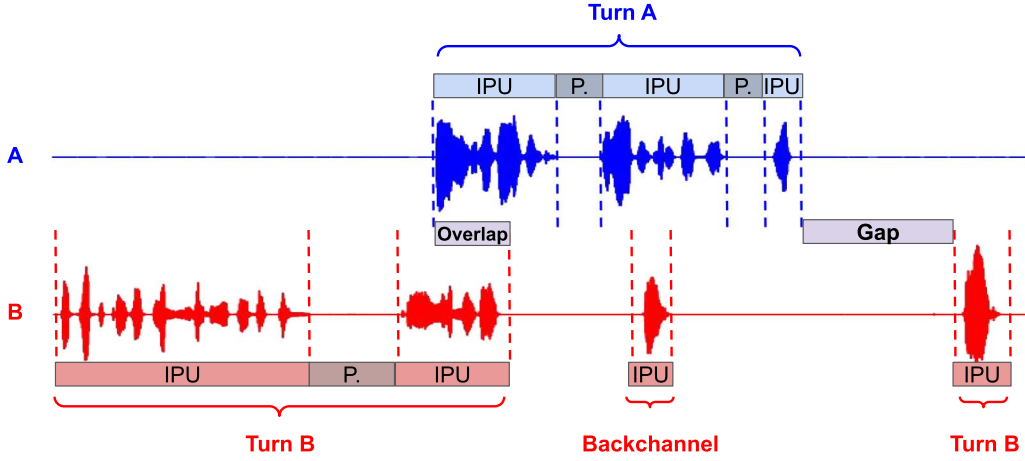 Turn A
IPU P. IPU P. IPU
A
Overlap
Gap
B
IPU P. IPU IPU IPU
Turn B Backchannel Turn B